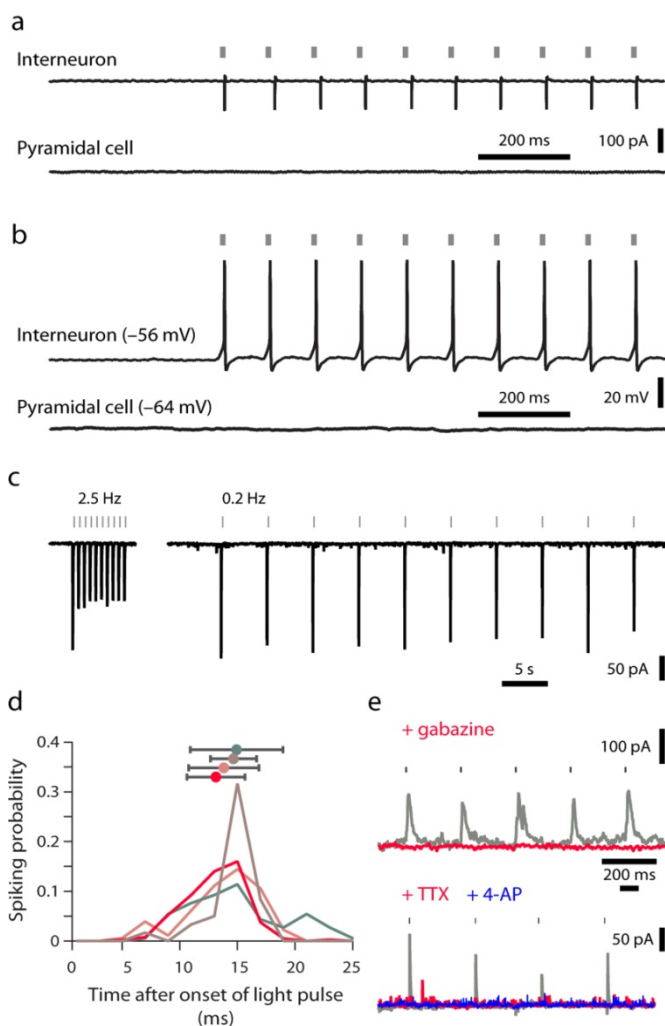 a
Interneuron
Pyramidal cell
200 ms
100 pA
b
Interneuron (–56 mV)
Pyramidal cell (–64 mV)
200 ms
20 mV
c
2.5 Hz
0.2 Hz
5 s
50 pA
d
0.4
0.3
0.2
0.1
0
Spiking probability
0 5 10 15 20 25
Time after onset of light pulse
(ms)
e
+ gabazine
100 pA
200 ms
+ TTX + 4-AP
50 pA